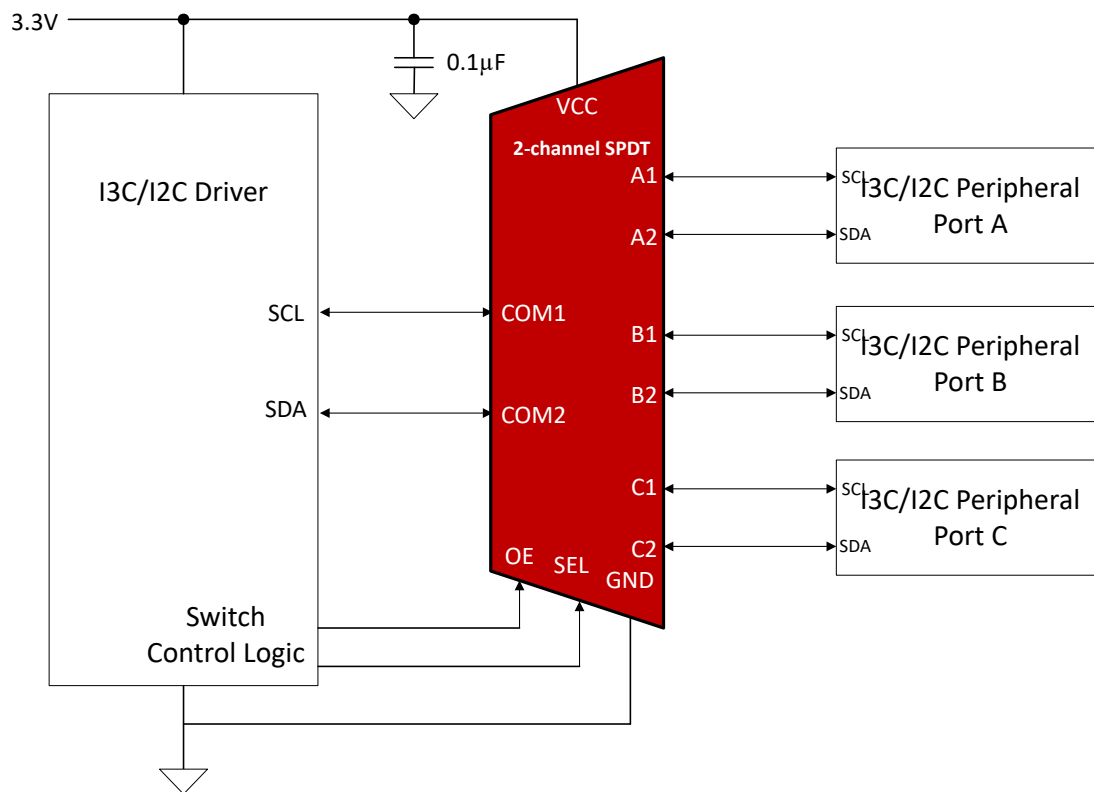 3.3V
0.1μF
VCC
2-channel SPDT
I3C/I2C Driver
A1
SCL
I3C/I2C Peripheral
Port A
A2
SDA
SCL
COM1
B1
SCL
I3C/I2C Peripheral
Port B
B2
SDA
SDA
COM2
C1
SCL
I3C/I2C Peripheral
Port C
C2
SDA
OE
SEL
GND
Switch
Control Logic